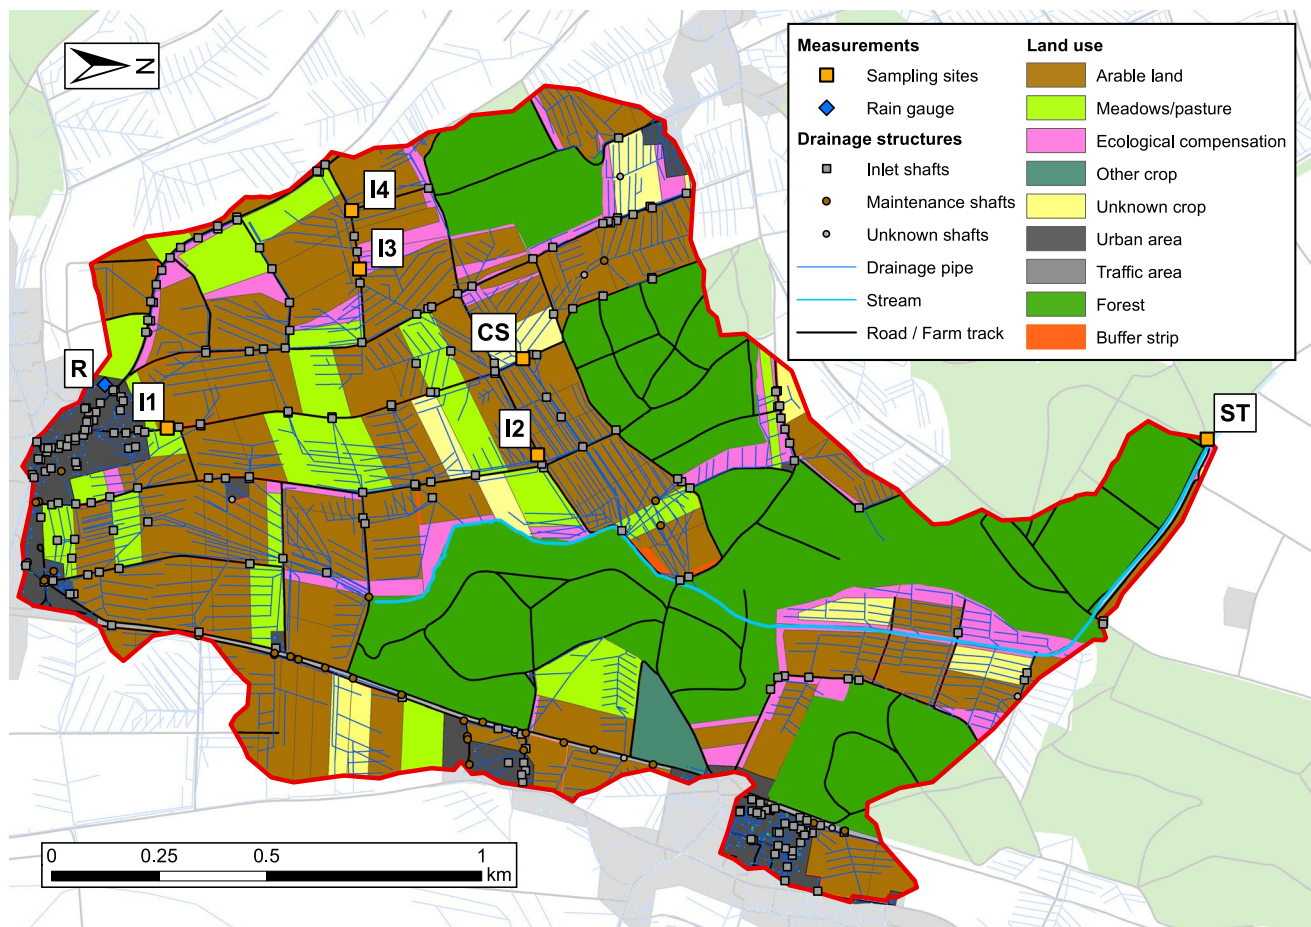 N
Measurements
Sampling sites
Rain gauge
Drainage structures
Inlet shafts
Maintenance shafts
Unknown shafts
Drainage pipe
Stream
Road / Farm track
Land use
Arable land
Meadows/pasture
Ecological compensation
Other crop
Unknown crop
Urban area
Traffic area
Forest
Buffer strip
I4
I3
CS
R
I1
I2
ST
0 0.25 0.5 1
km